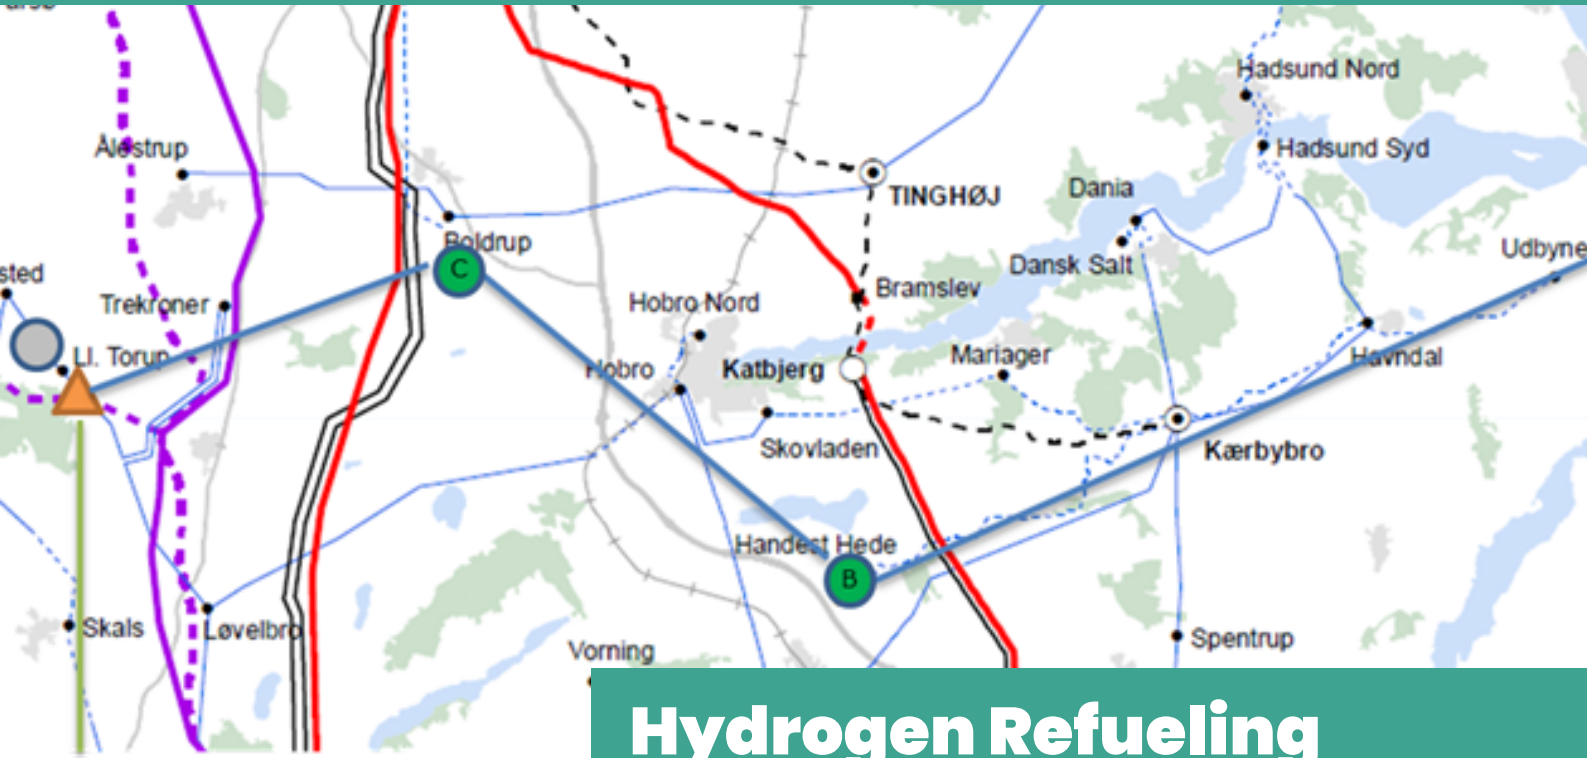 Hadsund Nord
Ålestrup
Hadsund Syd
Dania
TINGHØJ
Boldrup
Udbyne
Dansk Salt
C
sted
Bramslev
Trekroner
Hobro Nord
Ll. Torup
Mariager
Havndal
Hobro
Katbjerg
Skovladen
Kærbybro
Handest Hede
B
Skals
Løvelbro
Spentrup
Vorning
Hydrogen Refueling